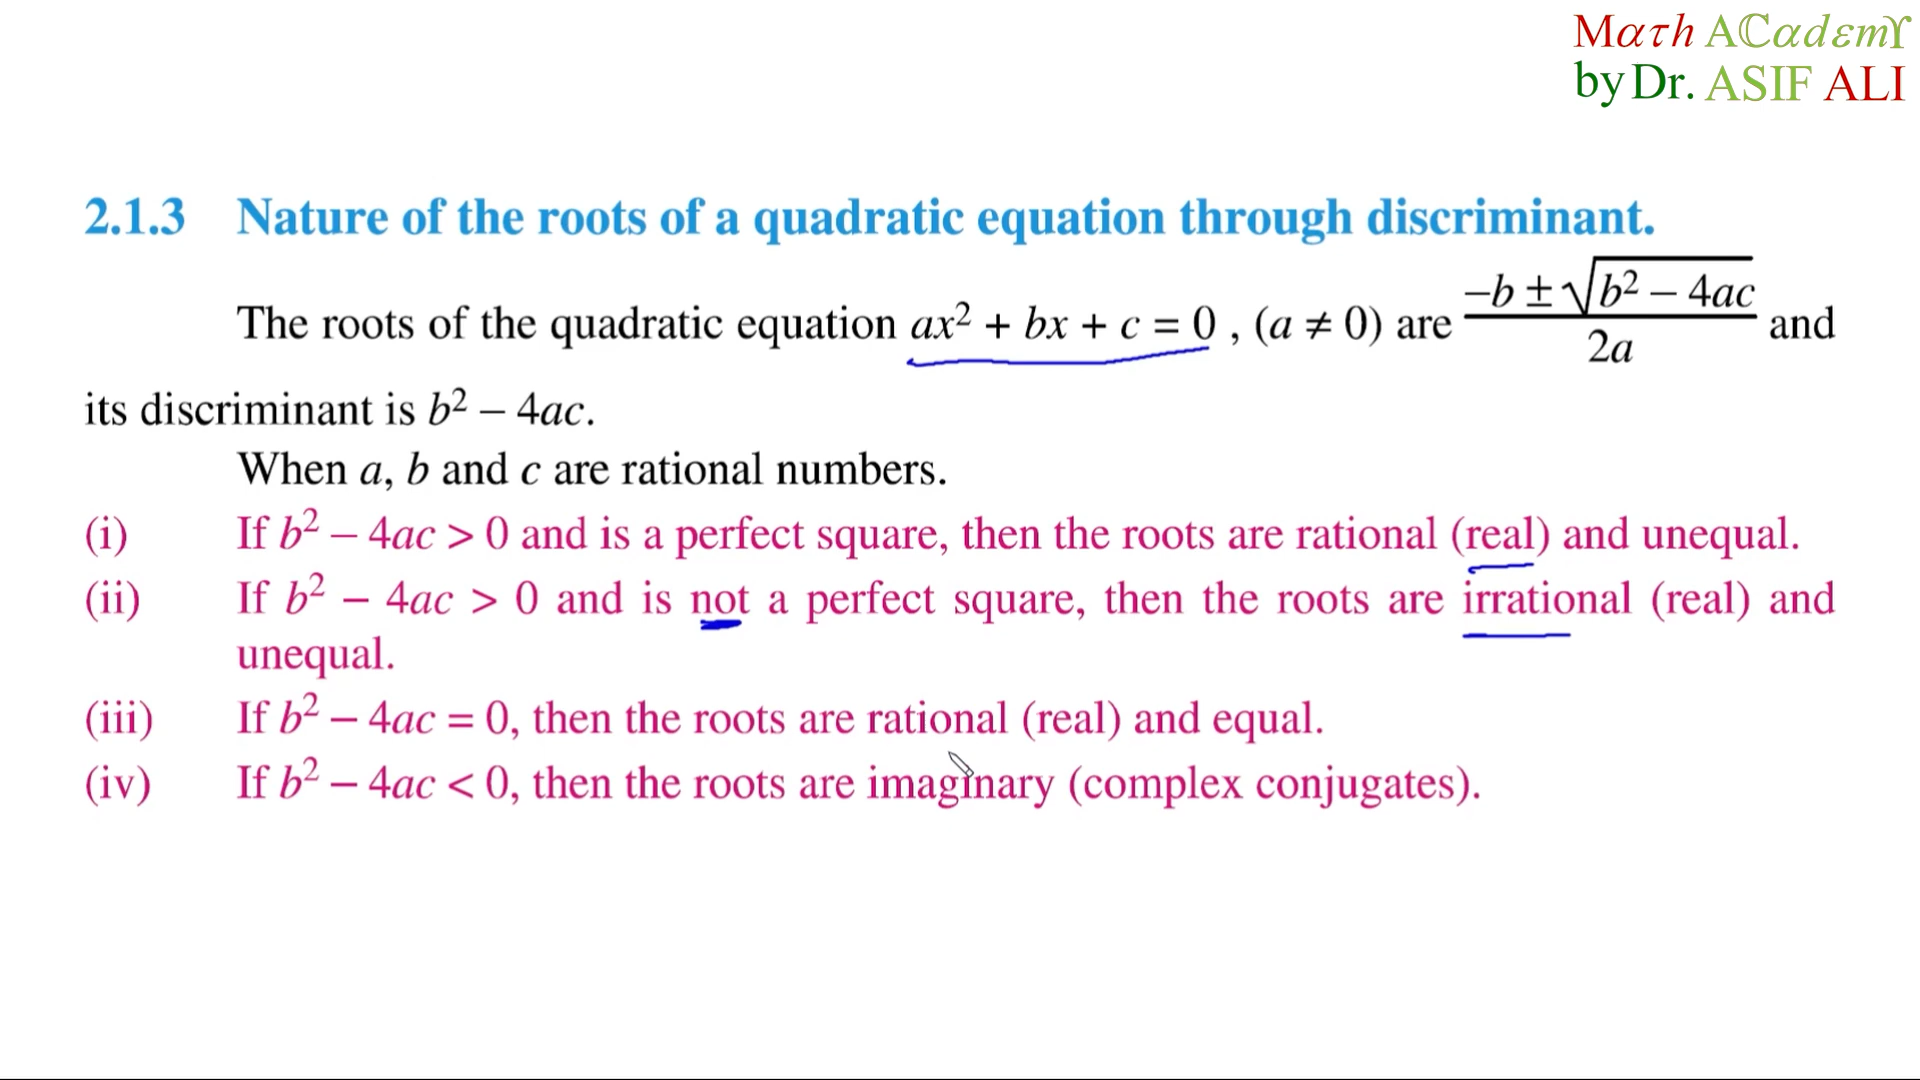 Mατh ACαdεmϒ
by Dr. ASIF ALI
2.1.3 Nature of the roots of a quadratic equation through discriminant.
The roots of the quadratic equation ax² + bx + c = 0 , (a ≠ 0) are (−b ± √(b² – 4ac))/(2a) and
its discriminant is b² – 4ac.
When a, b and c are rational numbers.
(i) If b² – 4ac > 0 and is a perfect square, then the roots are rational (real) and unequal.
(ii) If b² – 4ac > 0 and is not a perfect square, then the roots are irrational (real) and
unequal.
(iii) If b² – 4ac = 0, then the roots are rational (real) and equal.
(iv) If b² – 4ac < 0, then the roots are imaginary (complex conjugates).